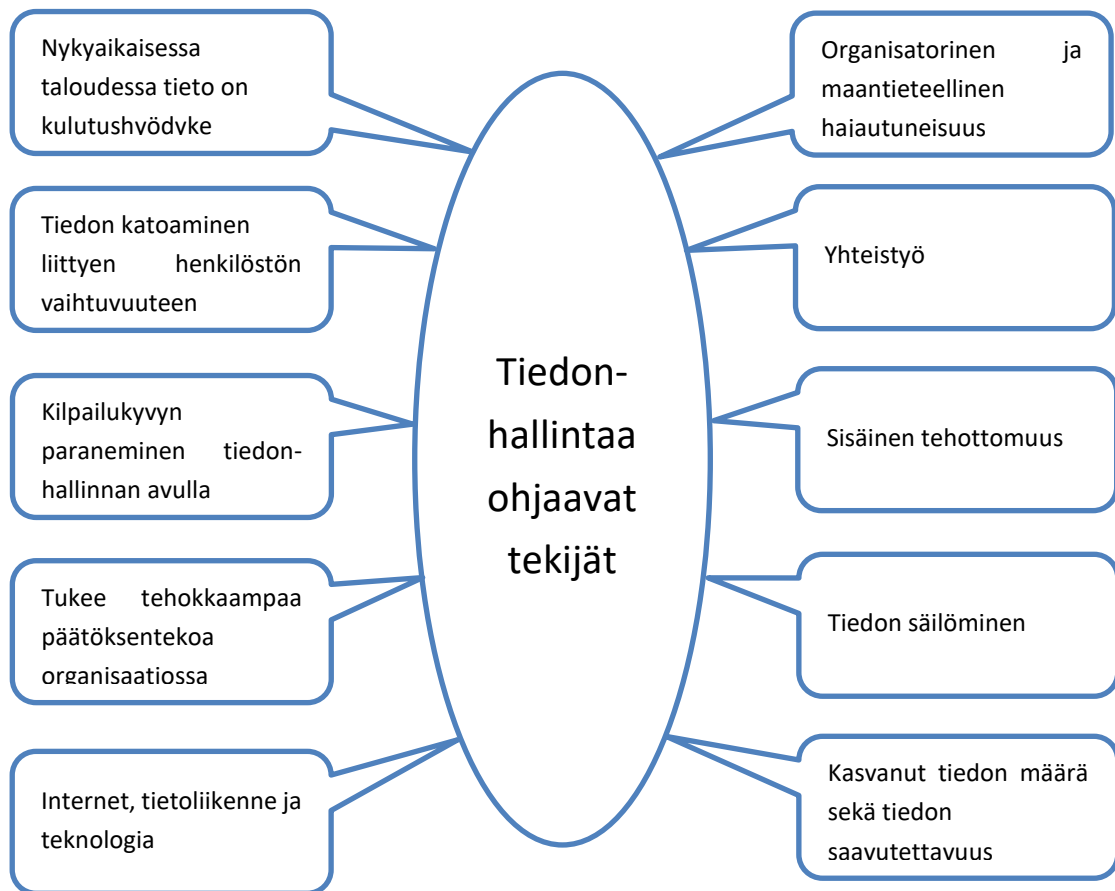 Nykyaikaisessa
taloudessa tieto on
kulutushyödyke
Tiedon katoaminen
liittyen henkilöstön
vaihtuvuuteen
Kilpailukyvyn
paraneminen tiedon-
hallinnan avulla
Tukee tehokkaampaa
päätöksentekoa
organisaatiossa
Internet, tietoliikenne ja
teknologia
Tiedon-
hallintaa
ohjaavat
tekijät
Organisatorinen ja
maantieteellinen
hajautuneisuus
Yhteistyö
Sisäinen tehottomuus
Tiedon säilöminen
Kasvanut tiedon määrä
sekä tiedon
saavutettavuus